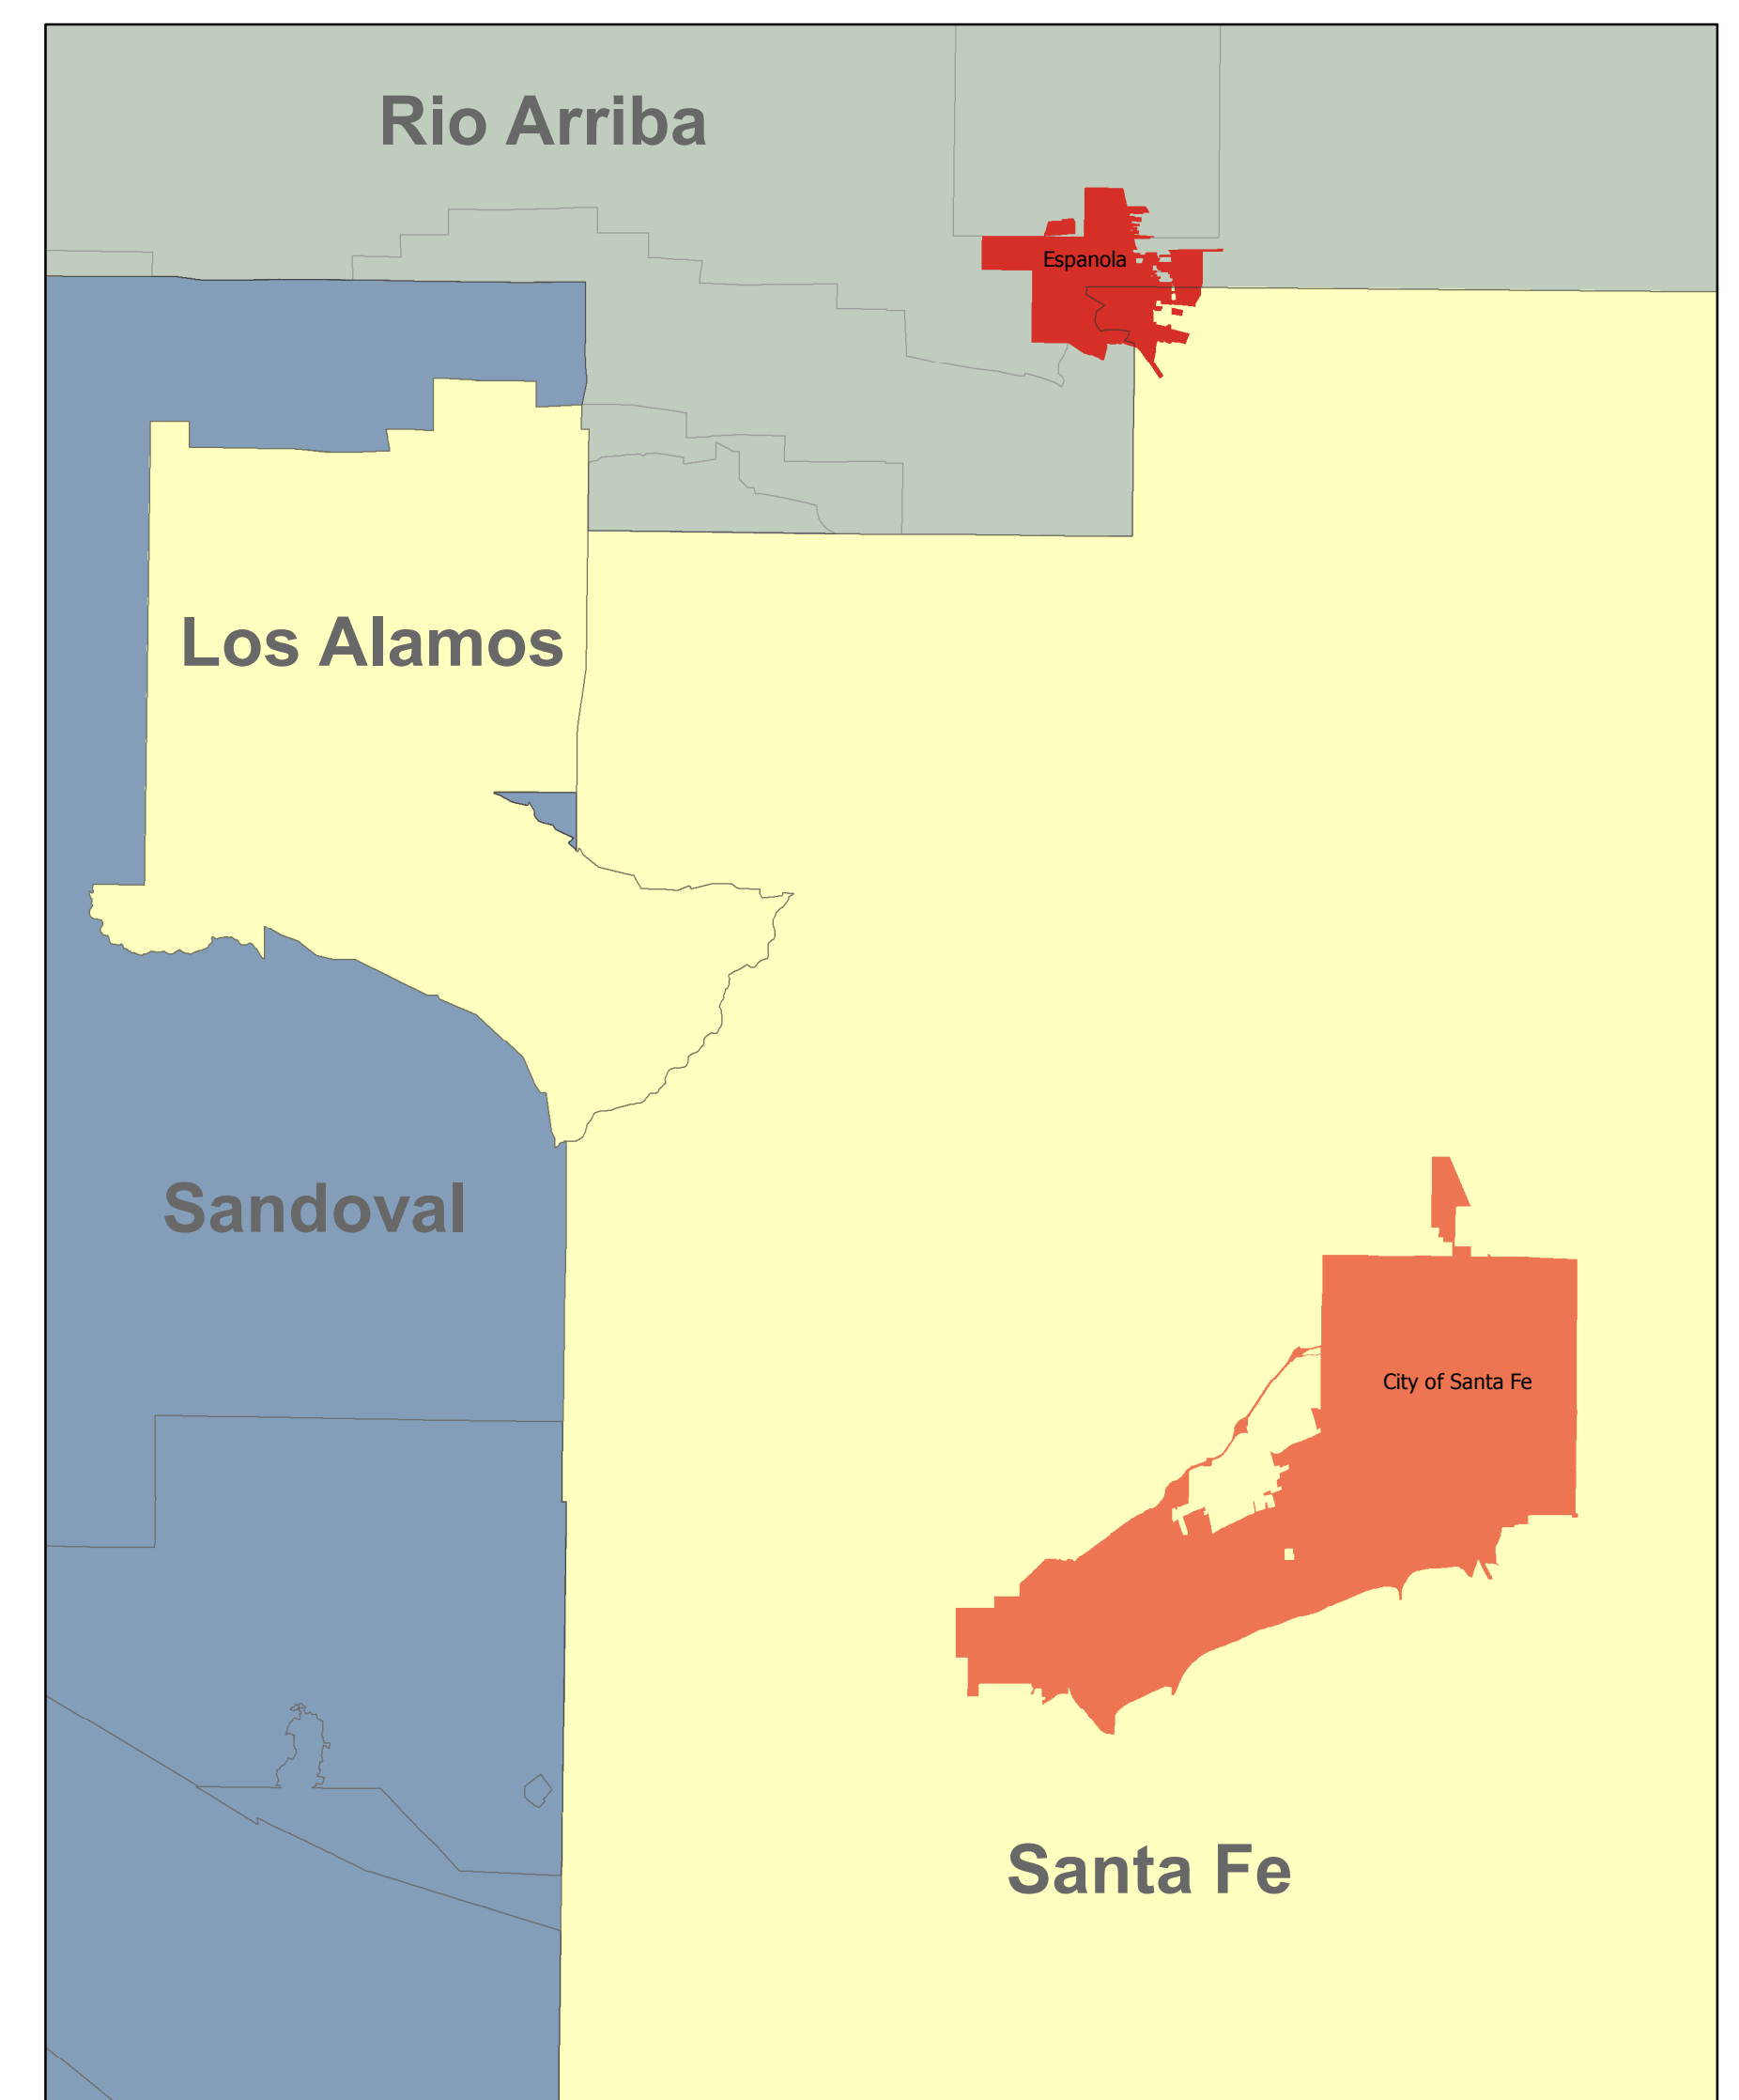 Rio Arriba
Espanola
Los Alamos
Sandoval
City of Santa Fe
Santa Fe